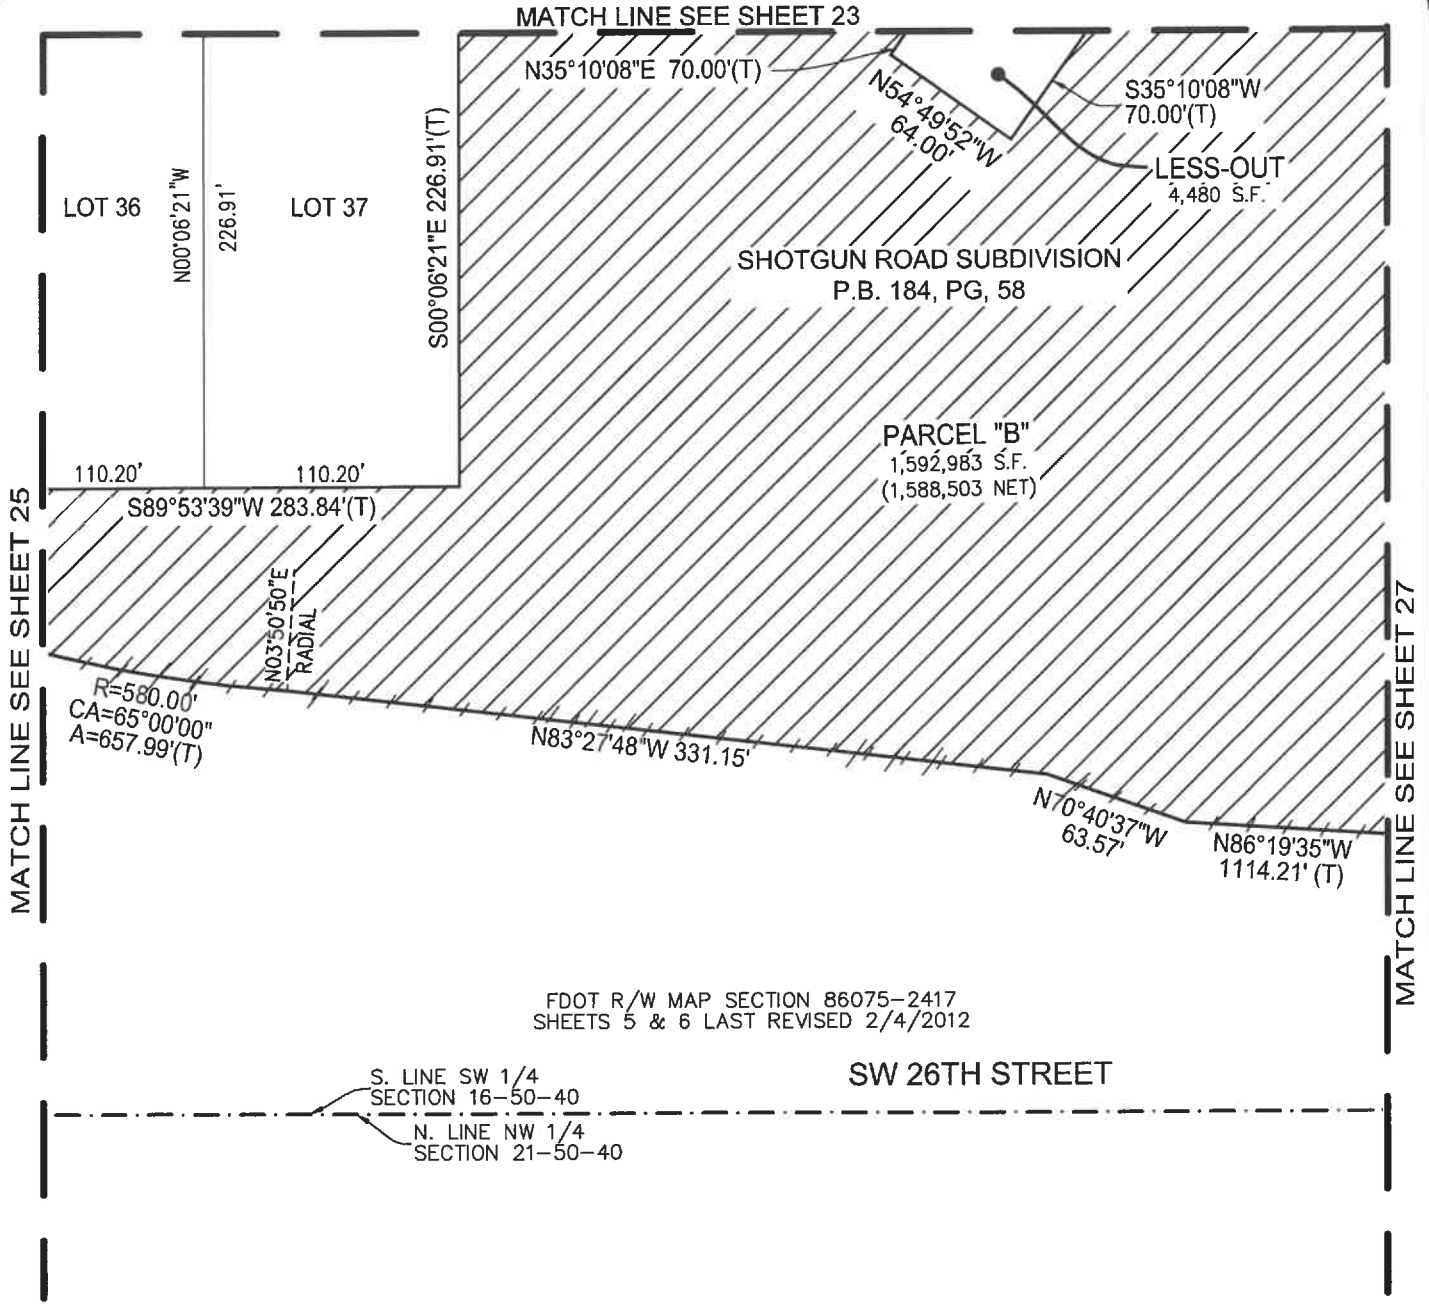 MATCH LINE SEE SHEET 23
N35°10'08"E 70.00'(T)
N54°49'52"W
64.00'
S35°10'08"W
70.00'(T)
LESS-OUT
4,480 S.F.
LOT 36
N00°06'21"W
226.91'
LOT 37
S00°06'21"E 226.91'(T)
SHOTGUN ROAD SUBDIVISION
P.B. 184, PG, 58
PARCEL "B"
1,592,983 S.F.
(1,588,503 NET)
110.20'
110.20'
S89°53'39"W 283.84'(T)
MATCH LINE SEE SHEET 25
N03°50'50"E
RADIAL
R=580.00'
CA=65°00'00"
A=657.99'(T)
N83°27'48"W 331.15'
N70°40'37"W
63.57'
N86°19'35"W
1114.21' (T)
MATCH LINE SEE SHEET 27
FDOT R/W MAP SECTION 86075-2417
SHEETS 5 & 6 LAST REVISED 2/4/2012
SW 26TH STREET
S. LINE SW 1/4
SECTION 16-50-40
N. LINE NW 1/4
SECTION 21-50-40